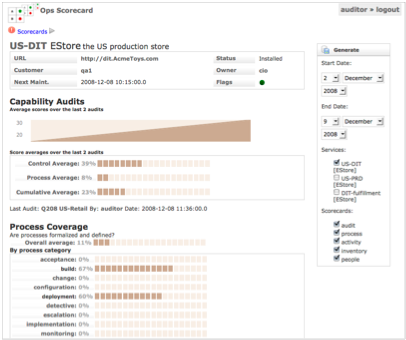 Ops Scorecard
auditor » logout
Scorecards
US-DIT EStore the US production store
URL http://dit.AcmeToys.com Status Installed
Customer qa1 Owner cio
Next Maint. 2008-12-08 10:15:00.0 Flags
Capability Audits
Average scores over the last 2 audits
30
20
Score averages over the last 2 audits
Control Average: 39%
Process Average: 8%
Cumulative Average: 23%
Last Audit: Q208 US-Retail By: auditor Date: 2008-12-08 11:36:00.0
Process Coverage
Are processes formalized and defined?
Overall average: 11%
By process category
acceptance: 0%
build: 67%
change: 0%
configuration: 0%
deployment: 60%
detective: 0%
escalation: 0%
implementation: 0%
monitoring: 0%
Generate
Start Date:
2 December
2008
End Date:
9 December
2008
Services:
US-DIT
[EStore]
US-PRD
[EStore]
DIT-fulfillment
[EStore]
Scorecards:
audit
process
activity
inventory
people